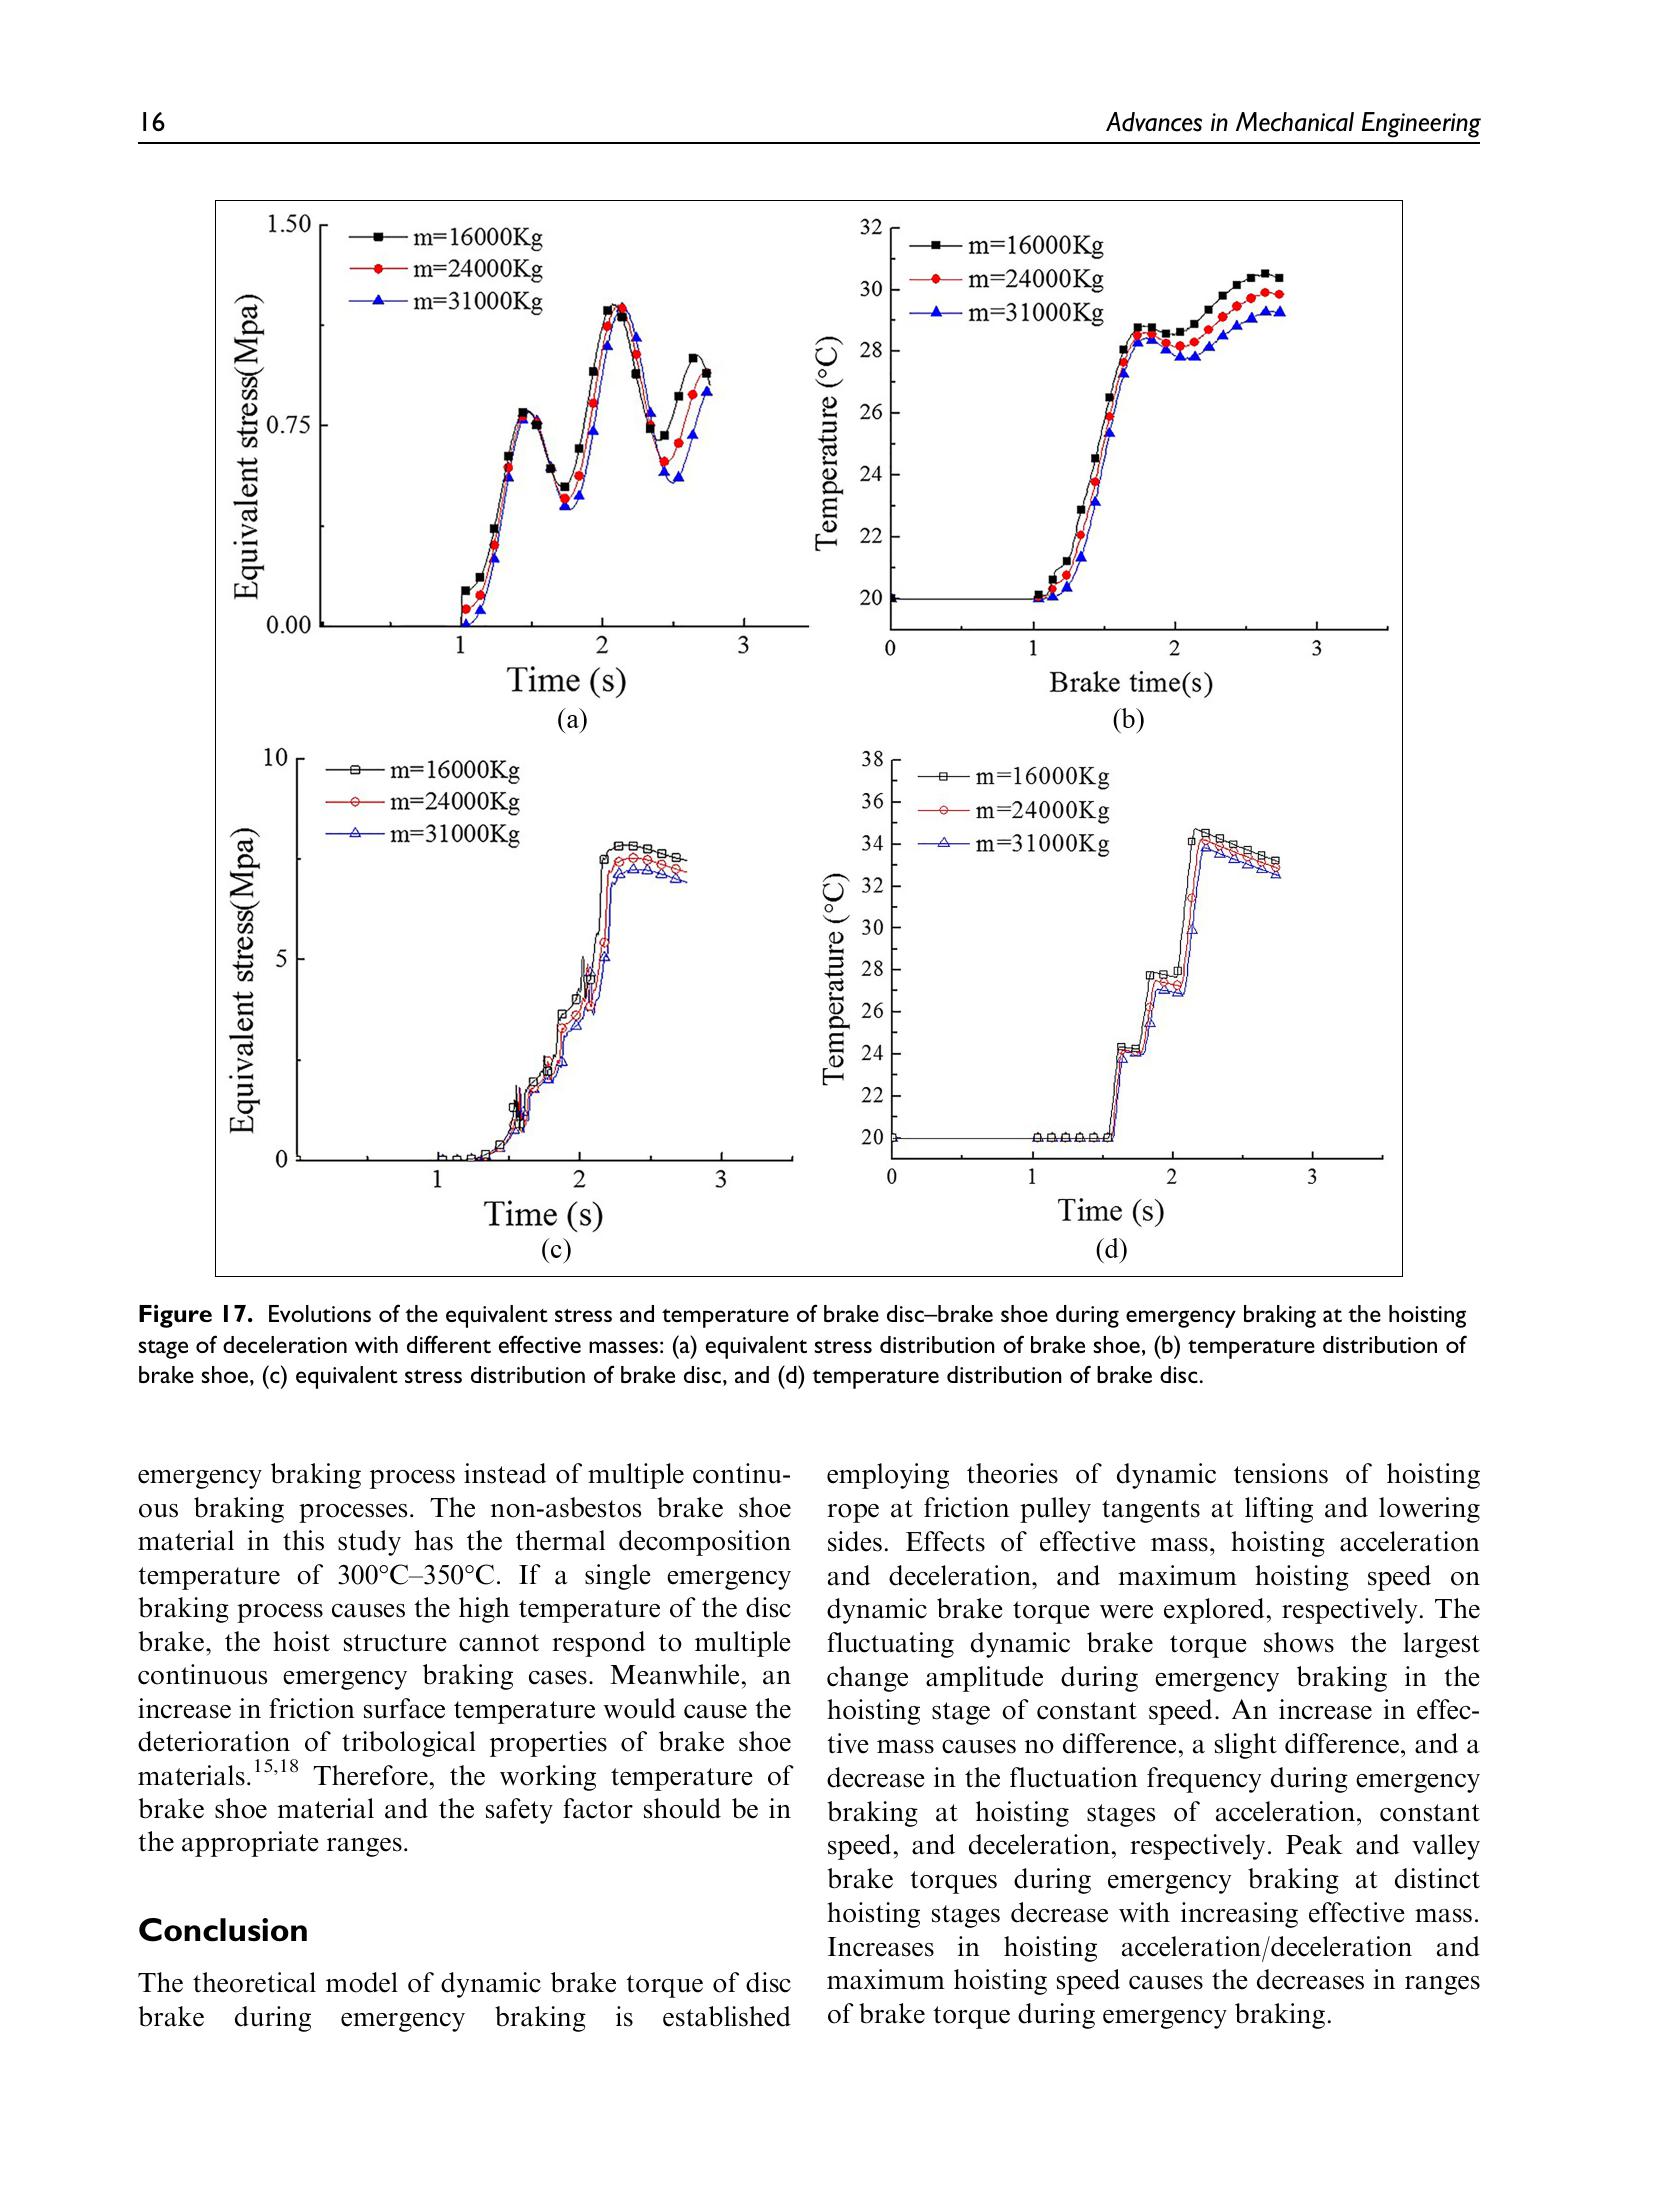 16
Advances in Mechanical Engineering
1.50
0.75
0.00
Equivalent stress(Mpa)
m=16000Kg
m=24000Kg
m=31000Kg
1 2 3
Time (s)
(a)
32
30
28
26
24
22
20
Temperature (°C)
m=16000Kg
m=24000Kg
m=31000Kg
0 1 2 3
Brake time(s)
(b)
10
5
0
Equivalent stress(Mpa)
m=16000Kg
m=24000Kg
m=31000Kg
1 2 3
Time (s)
(c)
38
36
34
32
30
28
26
24
22
20
Temperature (°C)
m=16000Kg
m=24000Kg
m=31000Kg
0 1 2 3
Time (s)
(d)
Figure 17. Evolutions of the equivalent stress and temperature of brake disc–brake shoe during emergency braking at the hoisting
stage of deceleration with different effective masses: (a) equivalent stress distribution of brake shoe, (b) temperature distribution of
brake shoe, (c) equivalent stress distribution of brake disc, and (d) temperature distribution of brake disc.
emergency braking process instead of multiple continu-
ous braking processes. The non-asbestos brake shoe
material in this study has the thermal decomposition
temperature of 300°C–350°C. If a single emergency
braking process causes the high temperature of the disc
brake, the hoist structure cannot respond to multiple
continuous emergency braking cases. Meanwhile, an
increase in friction surface temperature would cause the
deterioration of tribological properties of brake shoe
materials.15,18 Therefore, the working temperature of
brake shoe material and the safety factor should be in
the appropriate ranges.
Conclusion
The theoretical model of dynamic brake torque of disc
brake during emergency braking is established
employing theories of dynamic tensions of hoisting
rope at friction pulley tangents at lifting and lowering
sides. Effects of effective mass, hoisting acceleration
and deceleration, and maximum hoisting speed on
dynamic brake torque were explored, respectively. The
fluctuating dynamic brake torque shows the largest
change amplitude during emergency braking in the
hoisting stage of constant speed. An increase in effec-
tive mass causes no difference, a slight difference, and a
decrease in the fluctuation frequency during emergency
braking at hoisting stages of acceleration, constant
speed, and deceleration, respectively. Peak and valley
brake torques during emergency braking at distinct
hoisting stages decrease with increasing effective mass.
Increases in hoisting acceleration/deceleration and
maximum hoisting speed causes the decreases in ranges
of brake torque during emergency braking.